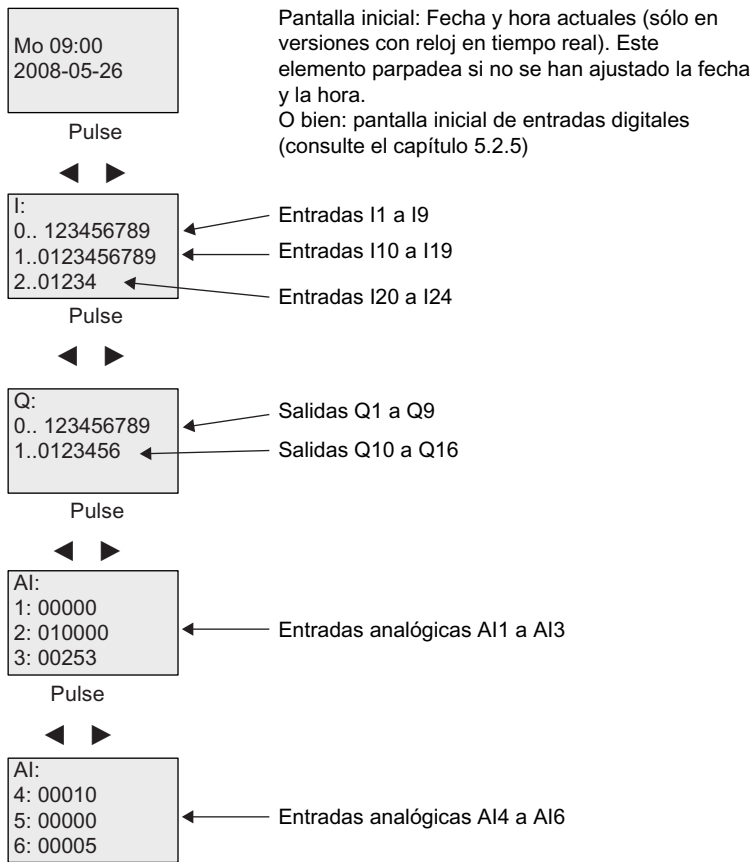 Mo 09:00
2008-05-26
Pantalla inicial: Fecha y hora actuales (sólo en
versiones con reloj en tiempo real). Este
elemento parpadea si no se han ajustado la fecha
y la hora.
O bien: pantalla inicial de entradas digitales
(consulte el capítulo 5.2.5)
Pulse
I:
0.. 123456789
1..0123456789
2..01234
Entradas I1 a I9
Entradas I10 a I19
Entradas I20 a I24
Pulse
Q:
0.. 123456789
1..0123456
Salidas Q1 a Q9
Salidas Q10 a Q16
Pulse
AI:
1: 00000
2: 010000
3: 00253
Entradas analógicas AI1 a AI3
Pulse
AI:
4: 00010
5: 00000
6: 00005
Entradas analógicas AI4 a AI6